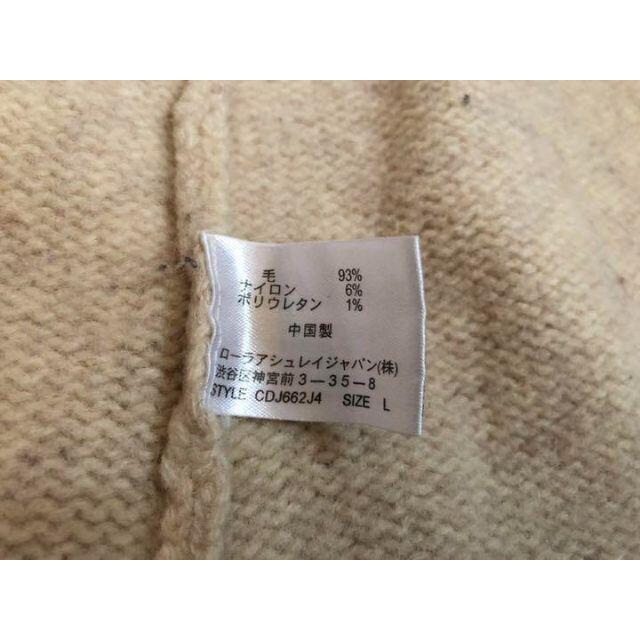 毛 93%
ナイロン 6%
ポリウレタン 1%
中国製
ローラアシュレイジャパン(株)
渋谷区神宮前3－35－8
STYLE CDJ662J4 SIZE L